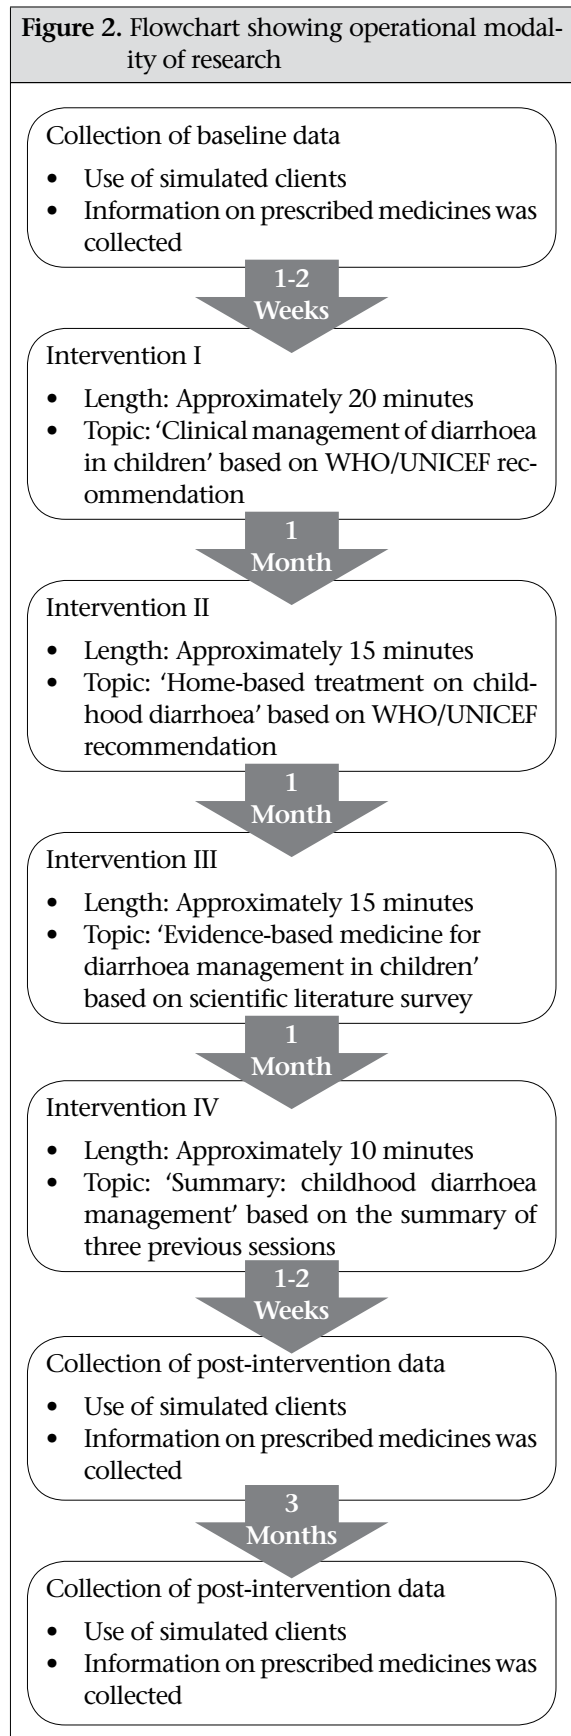 Figure 2. Flowchart showing operational modal-
ity of research
Collection of baseline data
• Use of simulated clients
• Information on prescribed medicines was
collected
1-2
Weeks
Intervention I
• Length: Approximately 20 minutes
• Topic: ‘Clinical management of diarrhoea
in children’ based on WHO/UNICEF rec-
ommendation
1
Month
Intervention II
• Length: Approximately 15 minutes
• Topic: ‘Home-based treatment on child-
hood diarrhoea’ based on WHO/UNICEF
recommendation
1
Month
Intervention III
• Length: Approximately 15 minutes
• Topic: ‘Evidence-based medicine for
diarrhoea management in children’
based on scientific literature survey
1
Month
Intervention IV
• Length: Approximately 10 minutes
• Topic: ‘Summary: childhood diarrhoea
management’ based on the summary of
three previous sessions
1-2
Weeks
Collection of post-intervention data
• Use of simulated clients
• Information on prescribed medicines was
collected
3
Months
Collection of post-intervention data
• Use of simulated clients
• Information on prescribed medicines was
collected